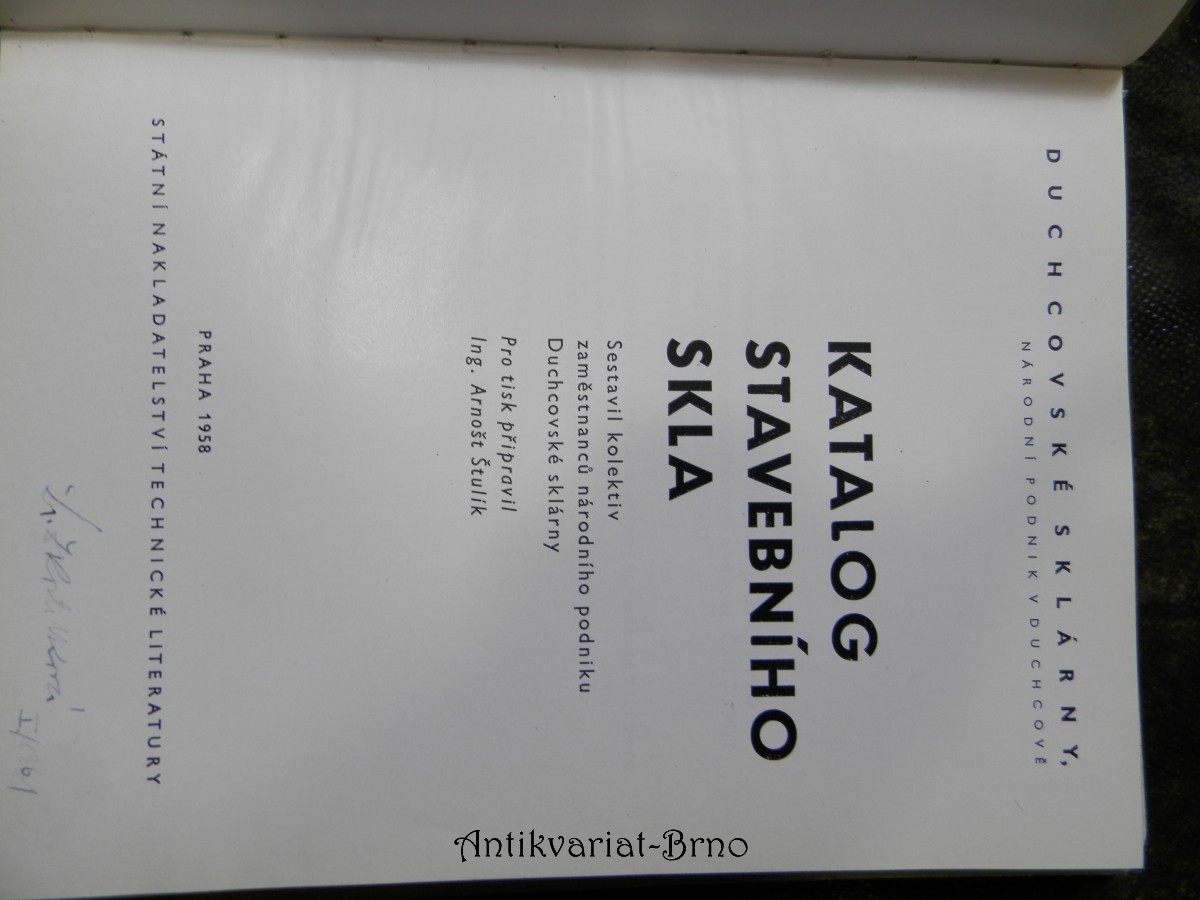 DUCHCOVSKÉ SKLÁRNY,
NÁRODNÍ PODNIK V DUCHCOVĚ
KATALOG
STAVEBNÍHO
SKLA
Sestavil kolektiv
zaměstnanců národního podniku
Duchcovské sklárny
Pro tisk připravil
Ing. Arnošt Štulík
PRAHA 1958
STÁTNÍ NAKLADATELSTVÍ TECHNICKÉ LITERATURY
Antikvariat-Brno